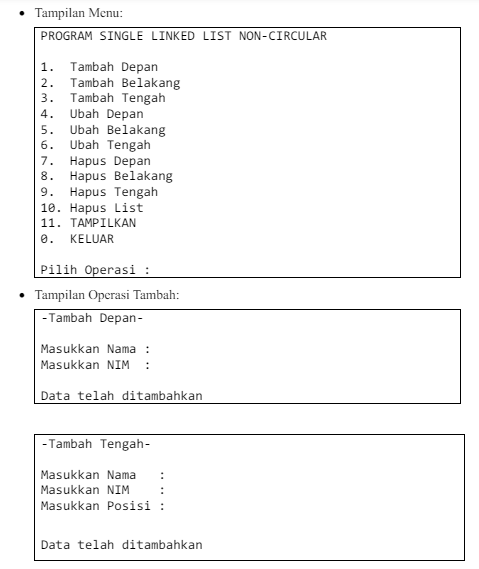 • Tampilan Menu:
PROGRAM SINGLE LINKED LIST NON-CIRCULAR
1. Tambah Depan
2. Tambah Belakang
3. Tambah Tengah
4. Ubah Depan
5. Ubah Belakang
6. Ubah Tengah
7. Hapus Depan
8. Hapus Belakang
9. Hapus Tengah
10. Hapus List
11. TAMPILKAN
0. KELUAR
Pilih Operasi :
• Tampilan Operasi Tambah:
-Tambah Depan-
Masukkan Nama :
Masukkan NIM :
Data telah ditambahkan
-Tambah Tengah-
Masukkan Nama :
Masukkan NIM :
Masukkan Posisi :
Data telah ditambahkan